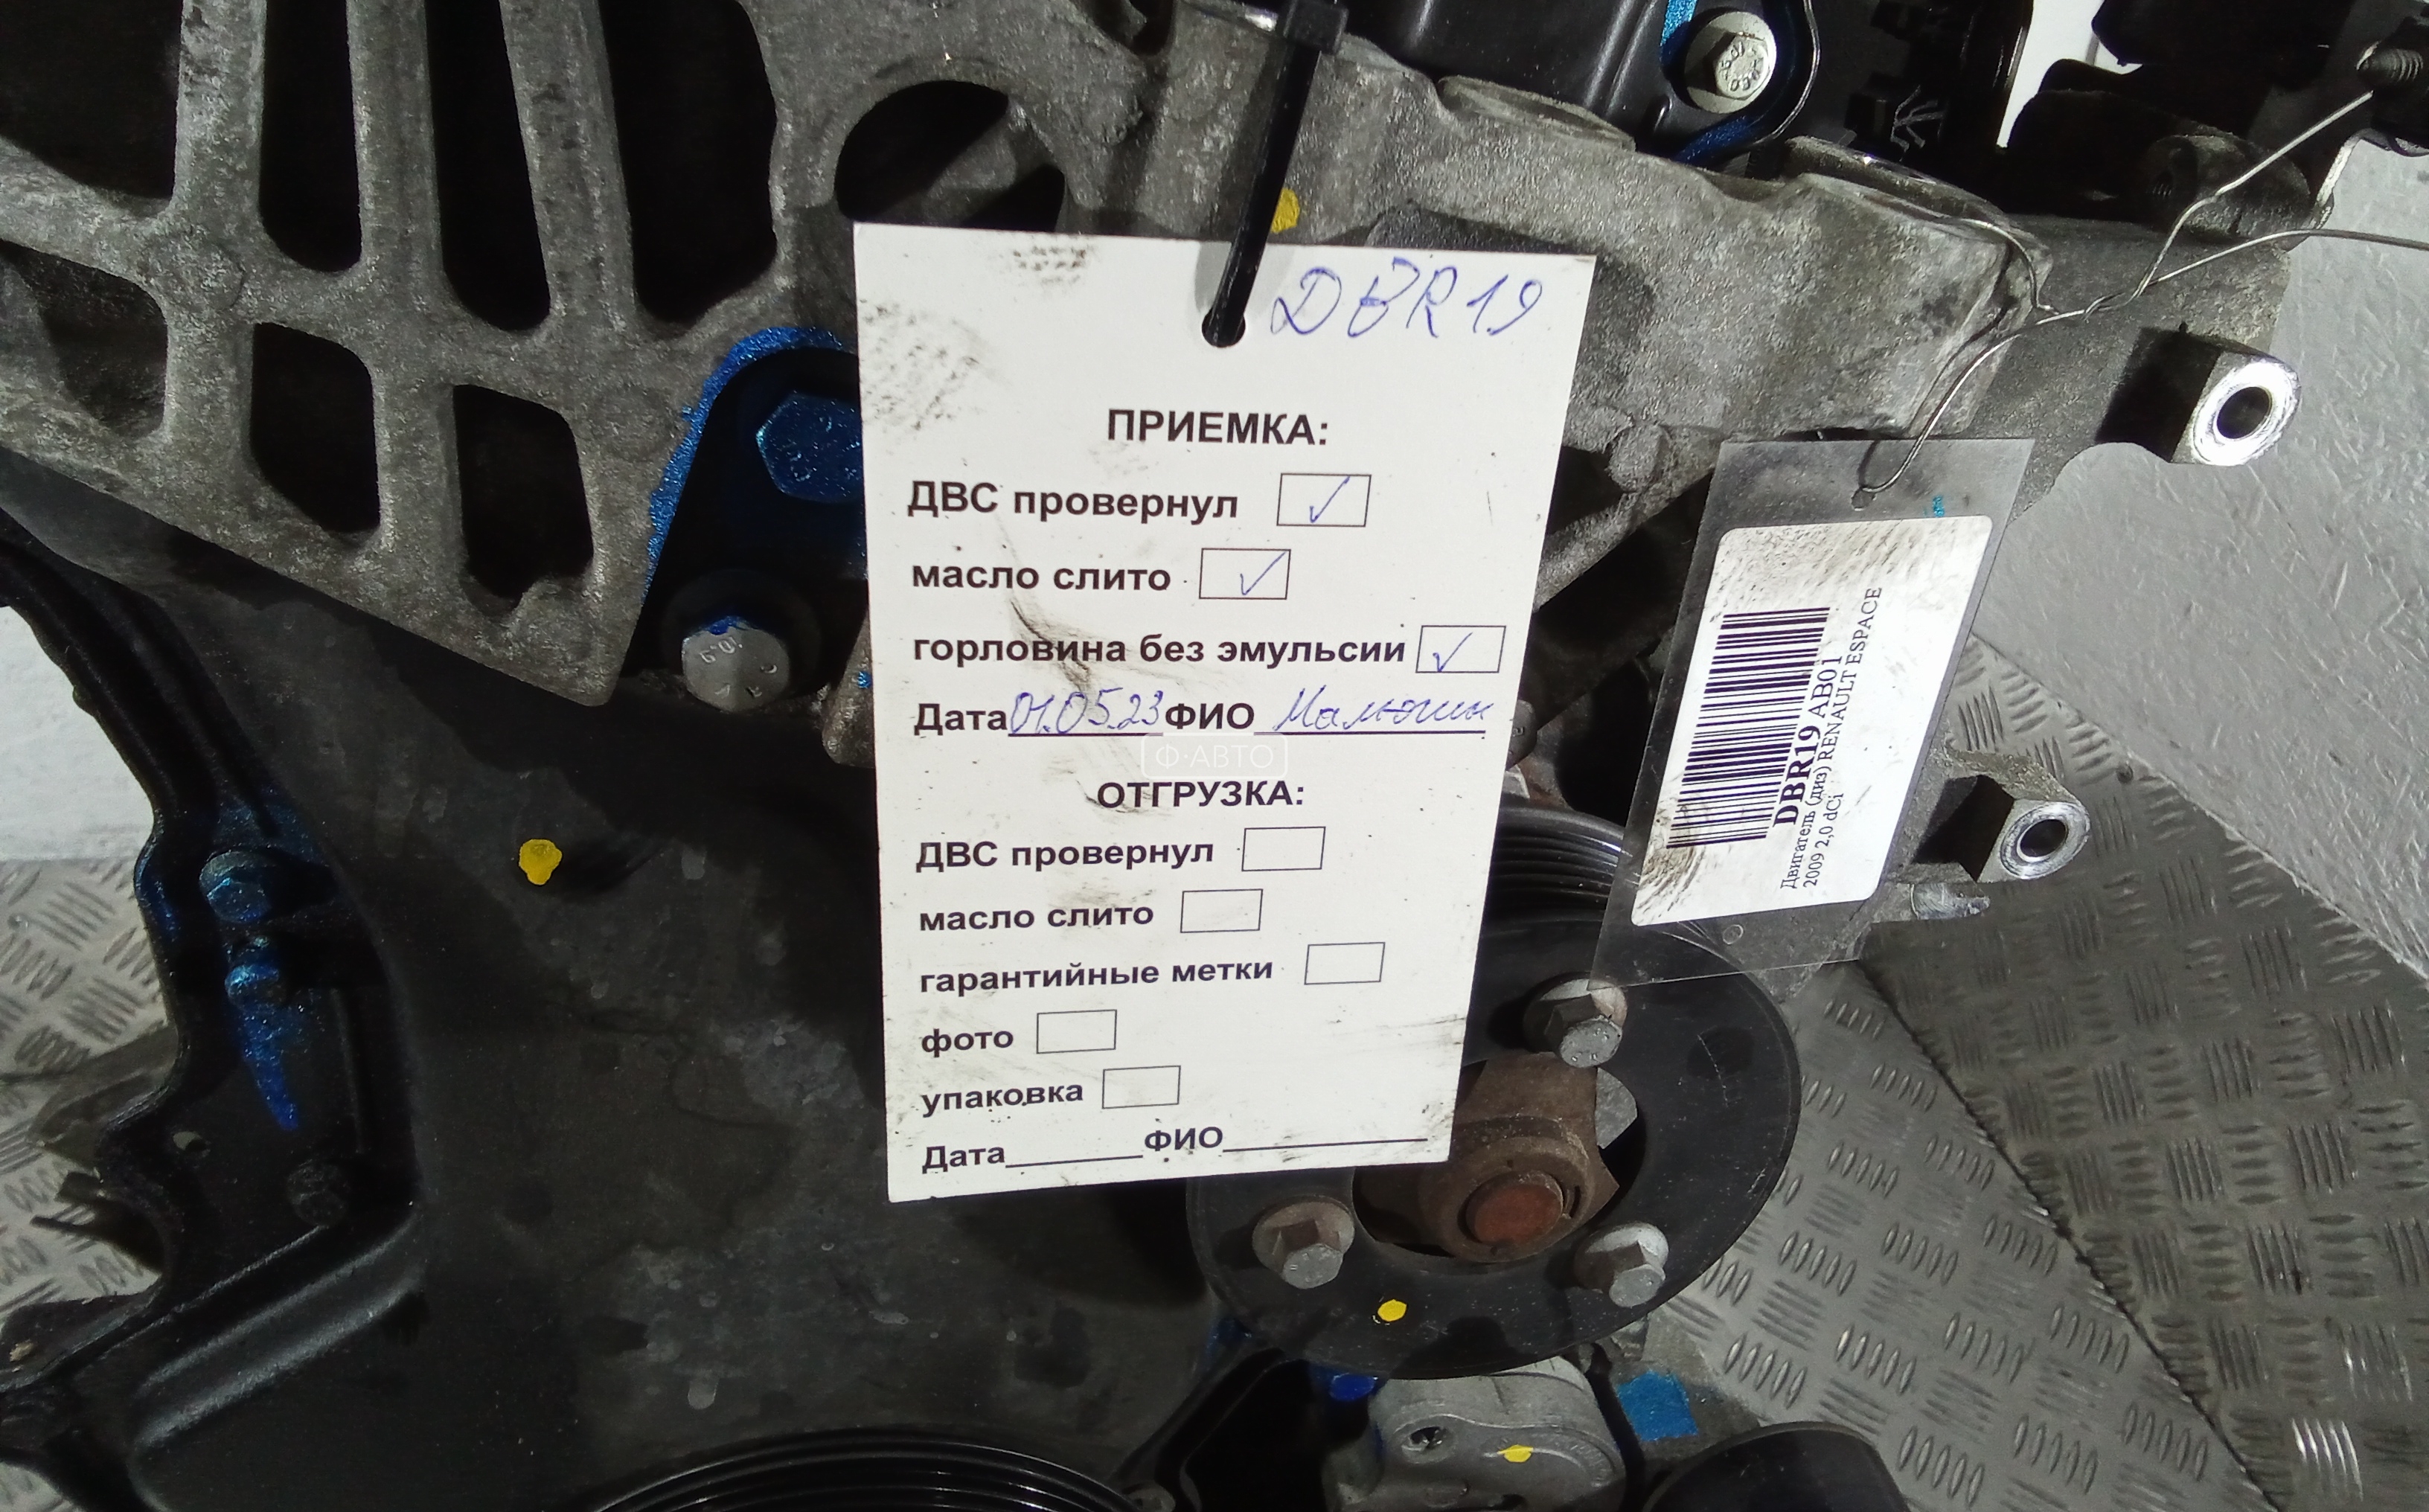 DBR19
ПРИЕМКА:
ДВС провернул
масло слито
горловина без эмульсии
Дата 01.05.23 ФИО
Ф·АВТО
ОТГРУЗКА:
ДВС провернул
масло слито
гарантийные метки
фото
упаковка
Дата ФИО
DBR19 AB01
Двигатель (диз) RENAULT ESPACE
2009 2,0 dCi